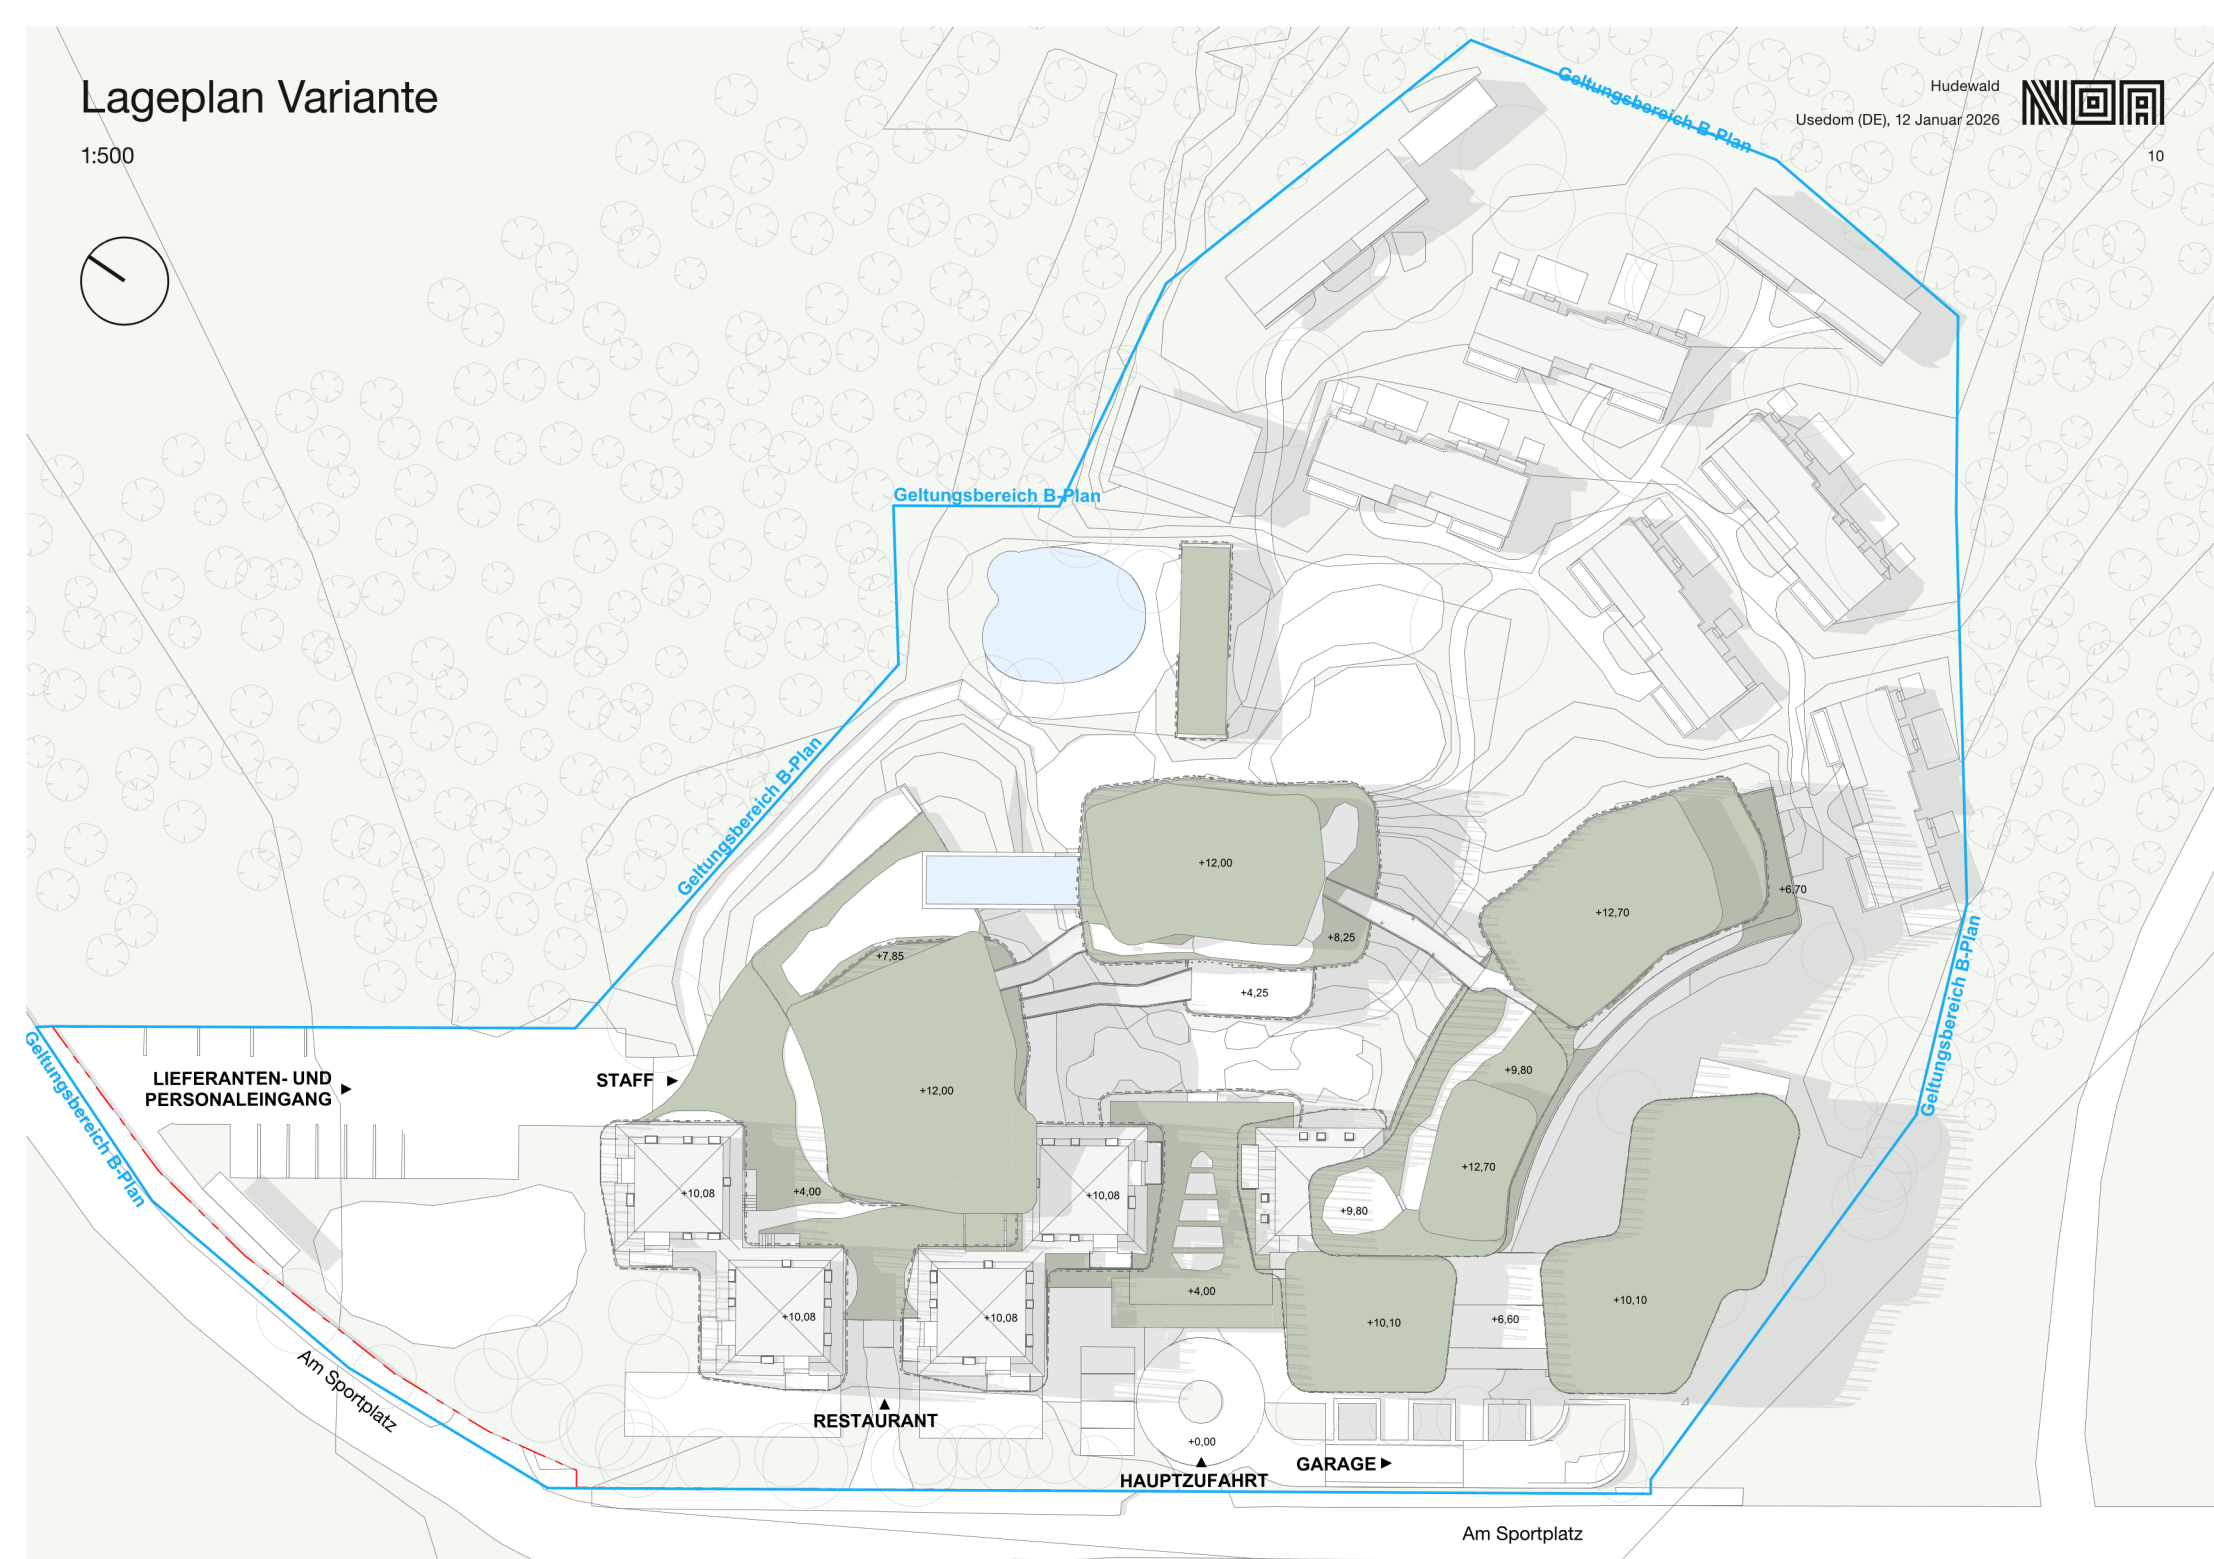 Lageplan Variante
1:500
Hudewald
Usedom (DE), 12 Januar 2026
NOA
10
Geltungsbereich B-Plan
Geltungsbereich B-Plan
Geltungsbereich B-Plan
Geltungsbereich B-Plan
Geltungsbereich B-Plan
+12,00
+6,70
+12,70
+8,25
+7,85
+4,25
LIEFERANTEN- UND
PERSONALEINGANG
STAFF
+9,80
+12,00
+12,70
+10,08
+4,00
+10,08
+9,80
+4,00
+10,10
+10,08
+10,08
+10,10
+6,60
Am Sportplatz
RESTAURANT
+0,00
HAUPTZUFAHRT
GARAGE
Am Sportplatz